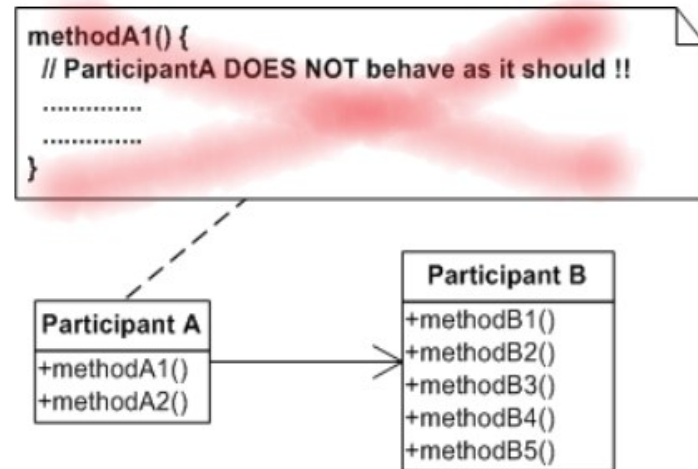 methodA1() {
// ParticipantA DOES NOT behave as it should !!
..............
..............
}
Participant A
+methodA1()
+methodA2()
Participant B
+methodB1()
+methodB2()
+methodB3()
+methodB4()
+methodB5()